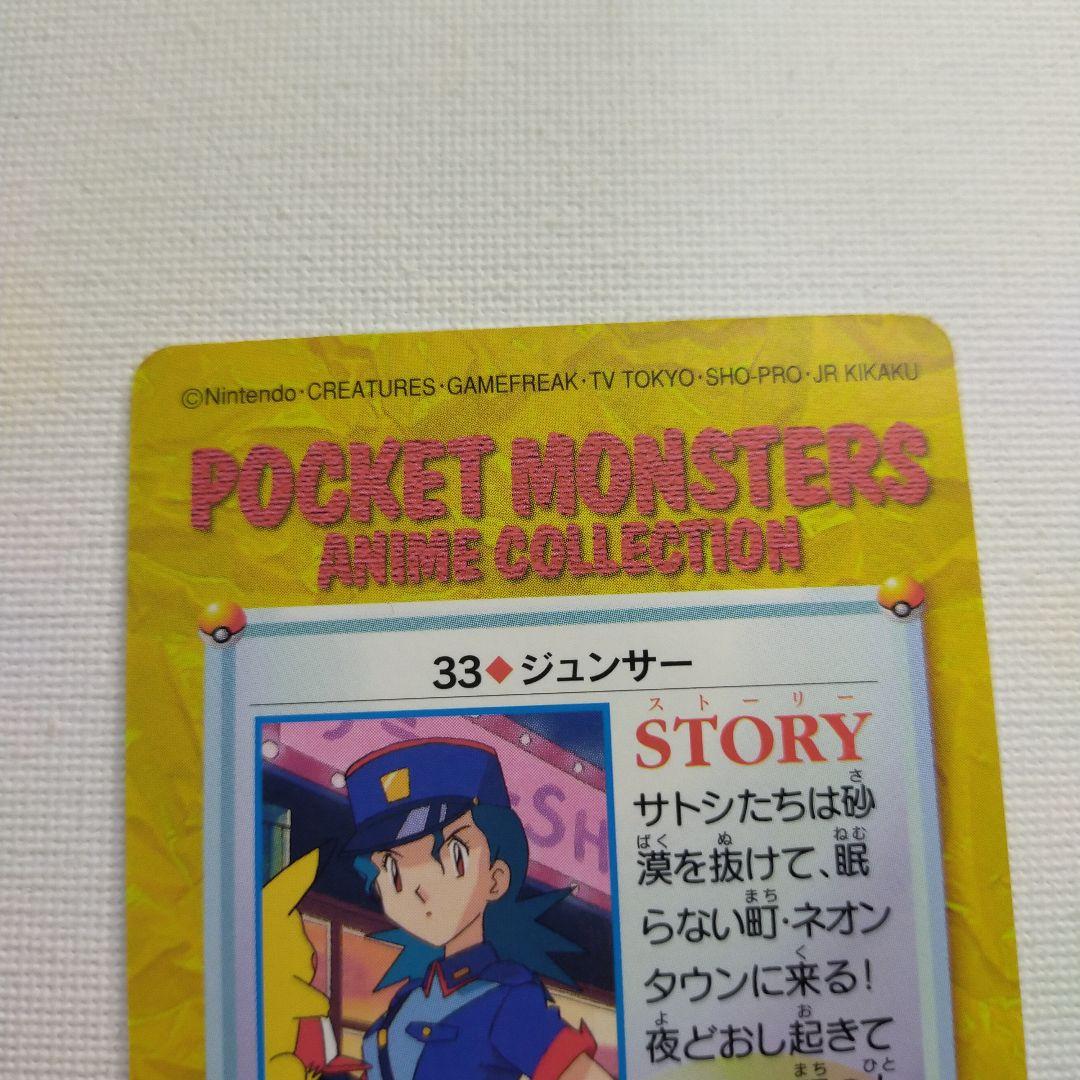 ©Nintendo・CREATURES・GAMEFREAK・TV TOKYO・SHO-PRO・JR KIKAKU
POCKET MONSTERS
ANIME COLLECTION
33◆ジュンサー
ストーリー
STORY
サトシたちは砂
漠を抜けて、眠
らない町・ネオン
タウンに来る!
夜どおし起きて
SH